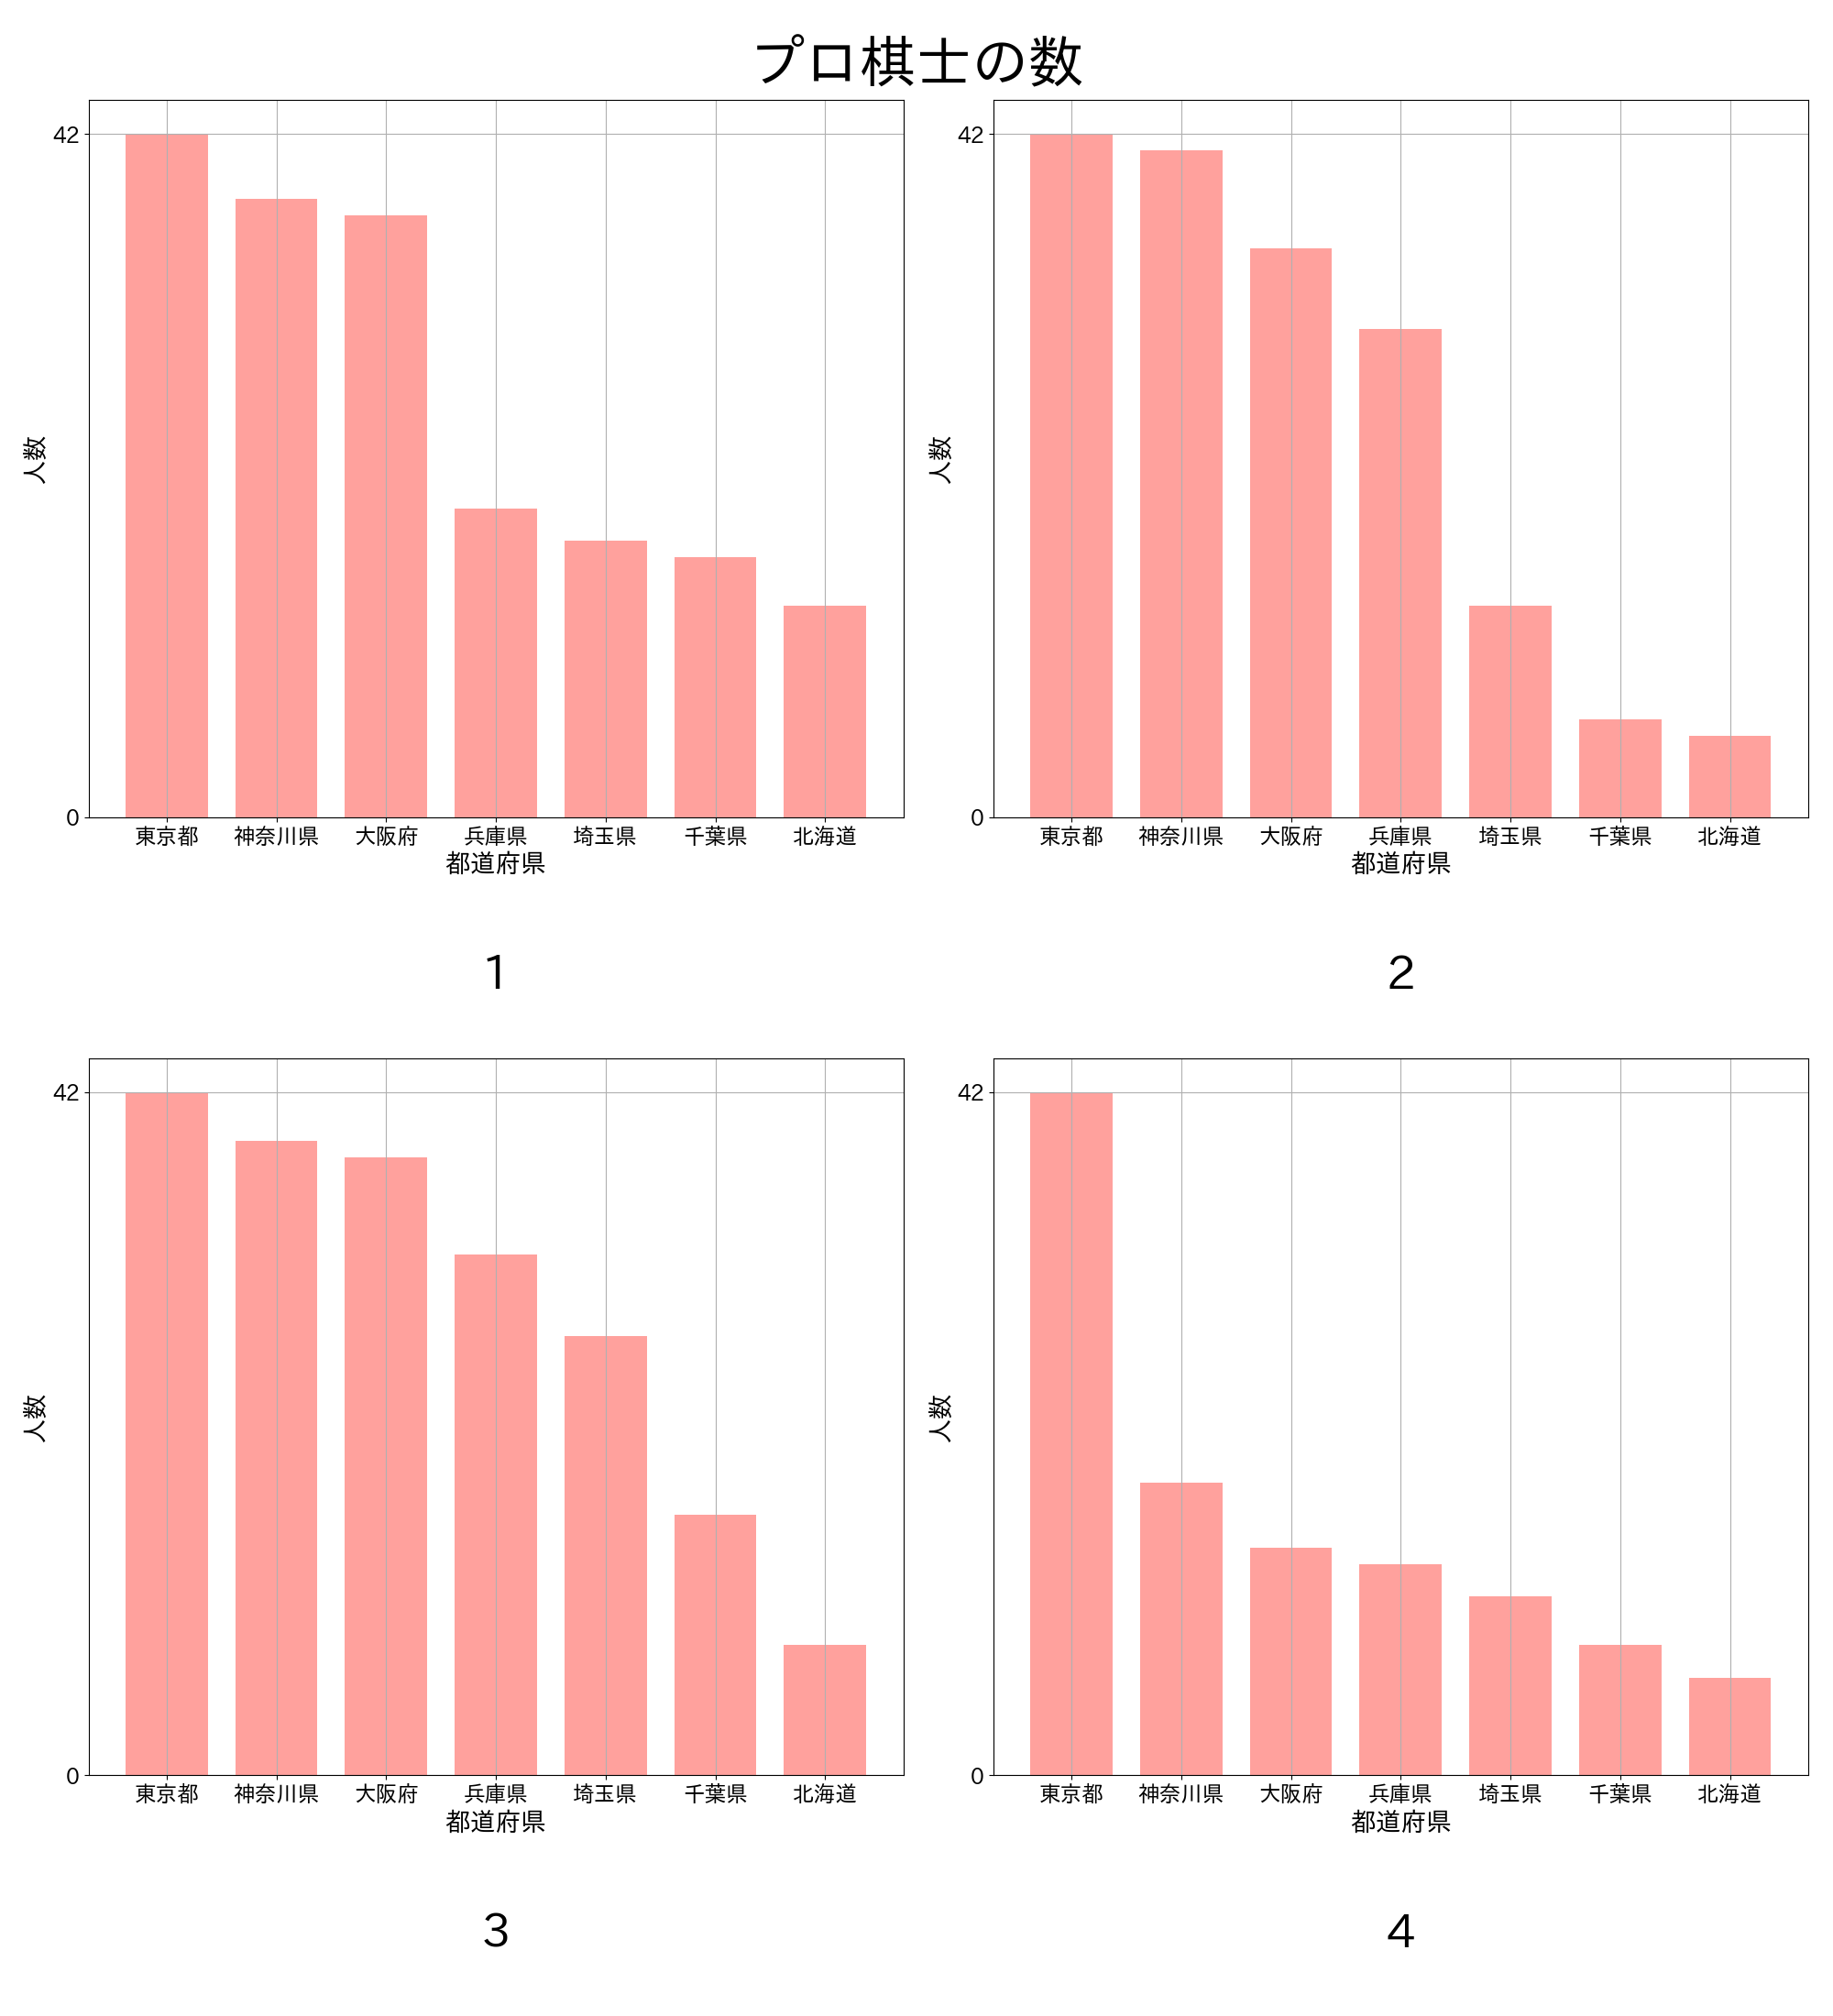 プロ棋士の数
42
0
人数
東京都 神奈川県 大阪府 兵庫県 埼玉県 千葉県 北海道
都道府県
1
42
0
人数
東京都 神奈川県 大阪府 兵庫県 埼玉県 千葉県 北海道
都道府県
2
42
0
人数
東京都 神奈川県 大阪府 兵庫県 埼玉県 千葉県 北海道
都道府県
3
42
0
人数
東京都 神奈川県 大阪府 兵庫県 埼玉県 千葉県 北海道
都道府県
4